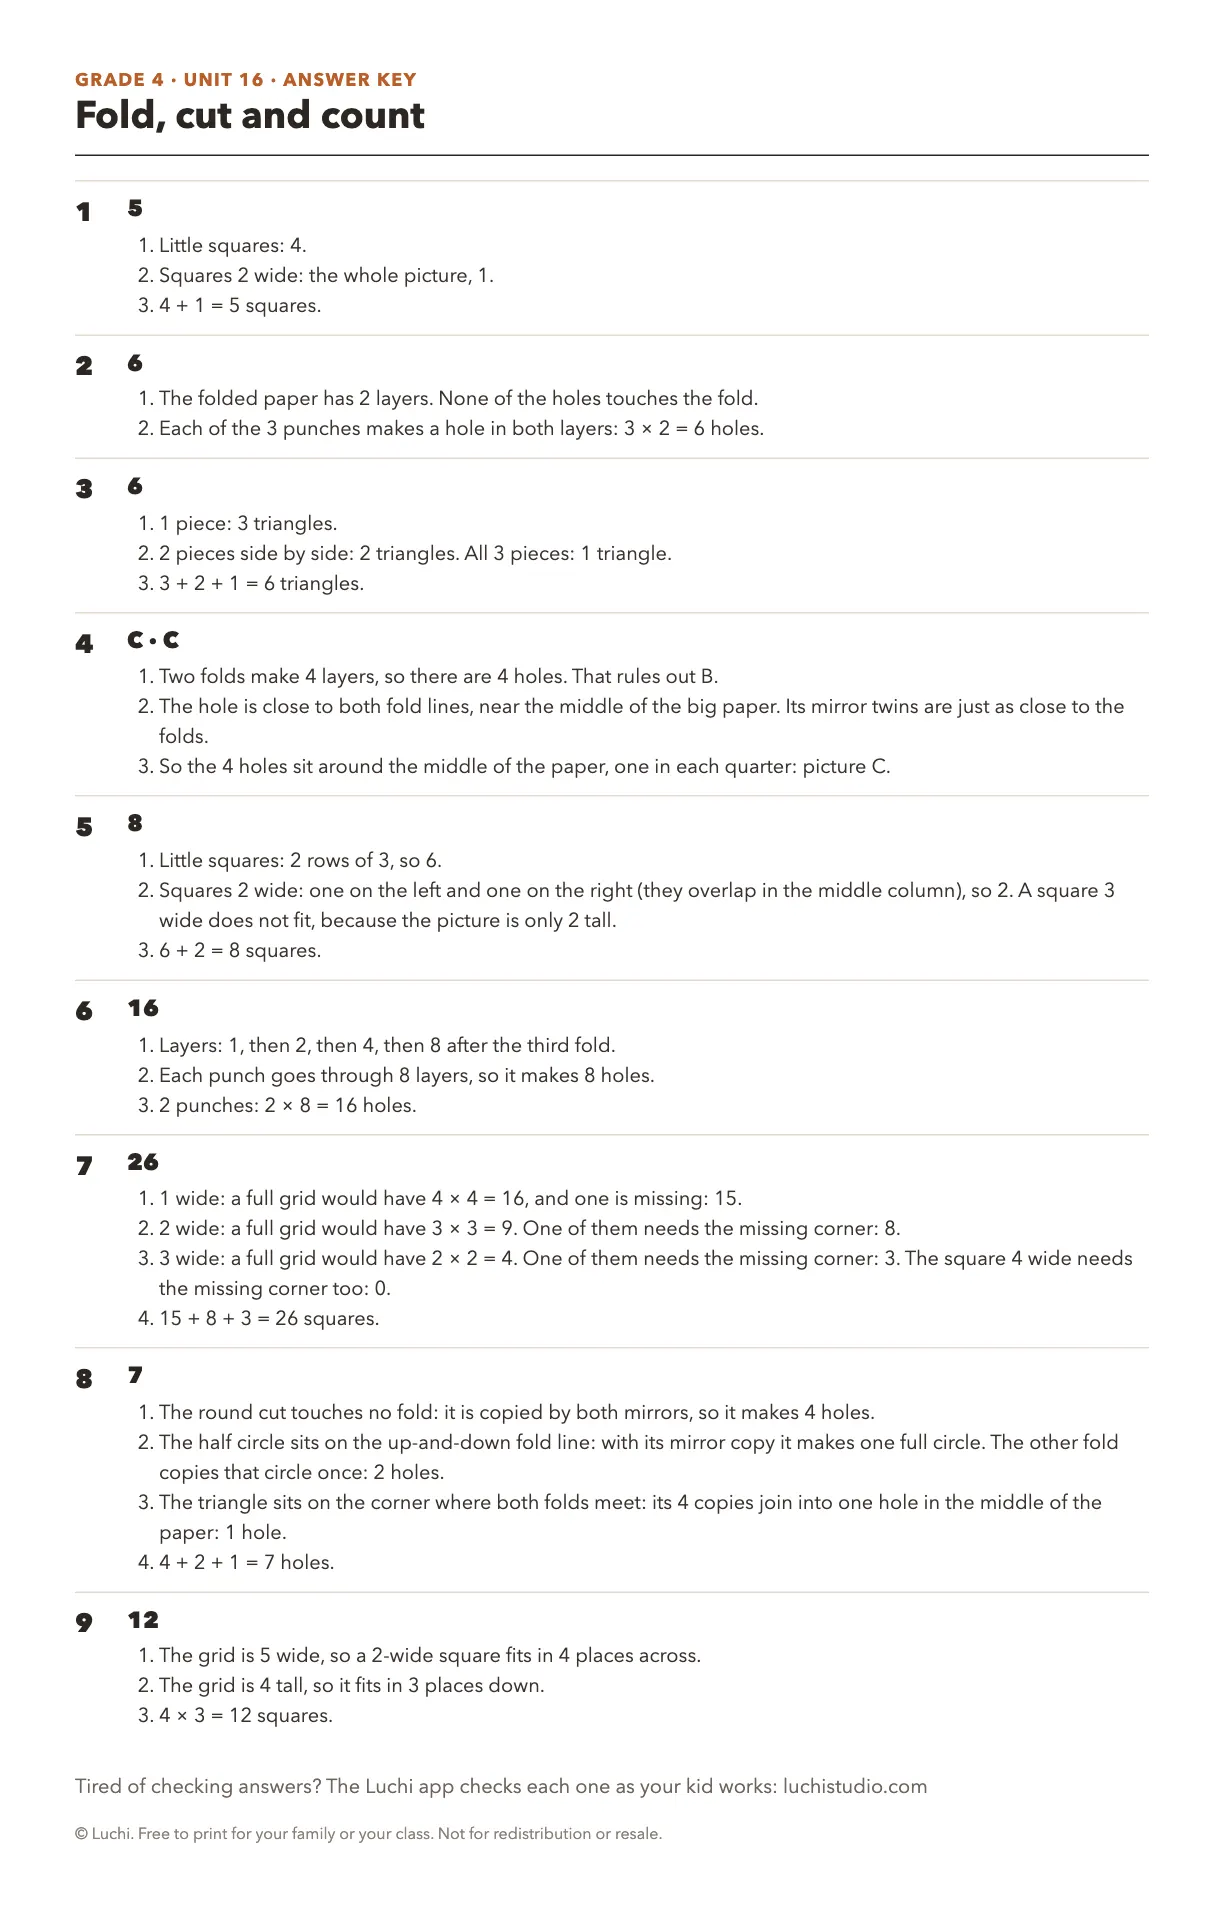 GRADE 4 · UNIT 16 · ANSWER KEY
Fold, cut and count
1 5
1. Little squares: 4.
2. Squares 2 wide: the whole picture, 1.
3. 4 + 1 = 5 squares.
2 6
1. The folded paper has 2 layers. None of the holes touches the fold.
2. Each of the 3 punches makes a hole in both layers: 3 × 2 = 6 holes.
3 6
1. 1 piece: 3 triangles.
2. 2 pieces side by side: 2 triangles. All 3 pieces: 1 triangle.
3. 3 + 2 + 1 = 6 triangles.
4 C · C
1. Two folds make 4 layers, so there are 4 holes. That rules out B.
2. The hole is close to both fold lines, near the middle of the big paper. Its mirror twins are just as close to the
folds.
3. So the 4 holes sit around the middle of the paper, one in each quarter: picture C.
5 8
1. Little squares: 2 rows of 3, so 6.
2. Squares 2 wide: one on the left and one on the right (they overlap in the middle column), so 2. A square 3
wide does not fit, because the picture is only 2 tall.
3. 6 + 2 = 8 squares.
6 16
1. Layers: 1, then 2, then 4, then 8 after the third fold.
2. Each punch goes through 8 layers, so it makes 8 holes.
3. 2 punches: 2 × 8 = 16 holes.
7 26
1. 1 wide: a full grid would have 4 × 4 = 16, and one is missing: 15.
2. 2 wide: a full grid would have 3 × 3 = 9. One of them needs the missing corner: 8.
3. 3 wide: a full grid would have 2 × 2 = 4. One of them needs the missing corner: 3. The square 4 wide needs
the missing corner too: 0.
4. 15 + 8 + 3 = 26 squares.
8 7
1. The round cut touches no fold: it is copied by both mirrors, so it makes 4 holes.
2. The half circle sits on the up-and-down fold line: with its mirror copy it makes one full circle. The other fold
copies that circle once: 2 holes.
3. The triangle sits on the corner where both folds meet: its 4 copies join into one hole in the middle of the
paper: 1 hole.
4. 4 + 2 + 1 = 7 holes.
9 12
1. The grid is 5 wide, so a 2-wide square fits in 4 places across.
2. The grid is 4 tall, so it fits in 3 places down.
3. 4 × 3 = 12 squares.
Tired of checking answers? The Luchi app checks each one as your kid works: luchistudio.com
© Luchi. Free to print for your family or your class. Not for redistribution or resale.